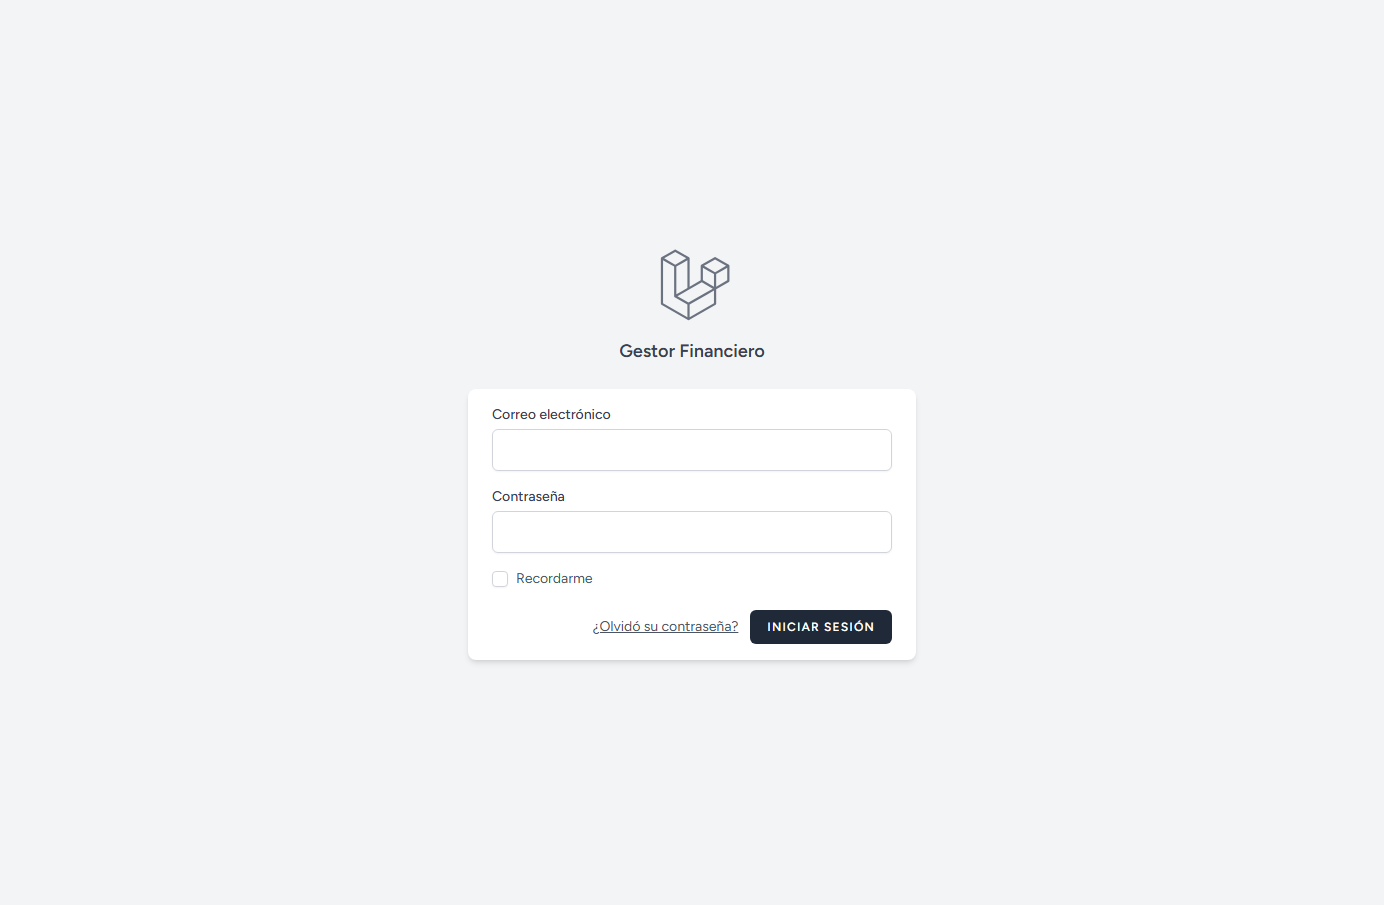 Gestor Financiero
Correo electrónico
Contraseña
Recordarme
¿Olvidó su contraseña? INICIAR SESIÓN